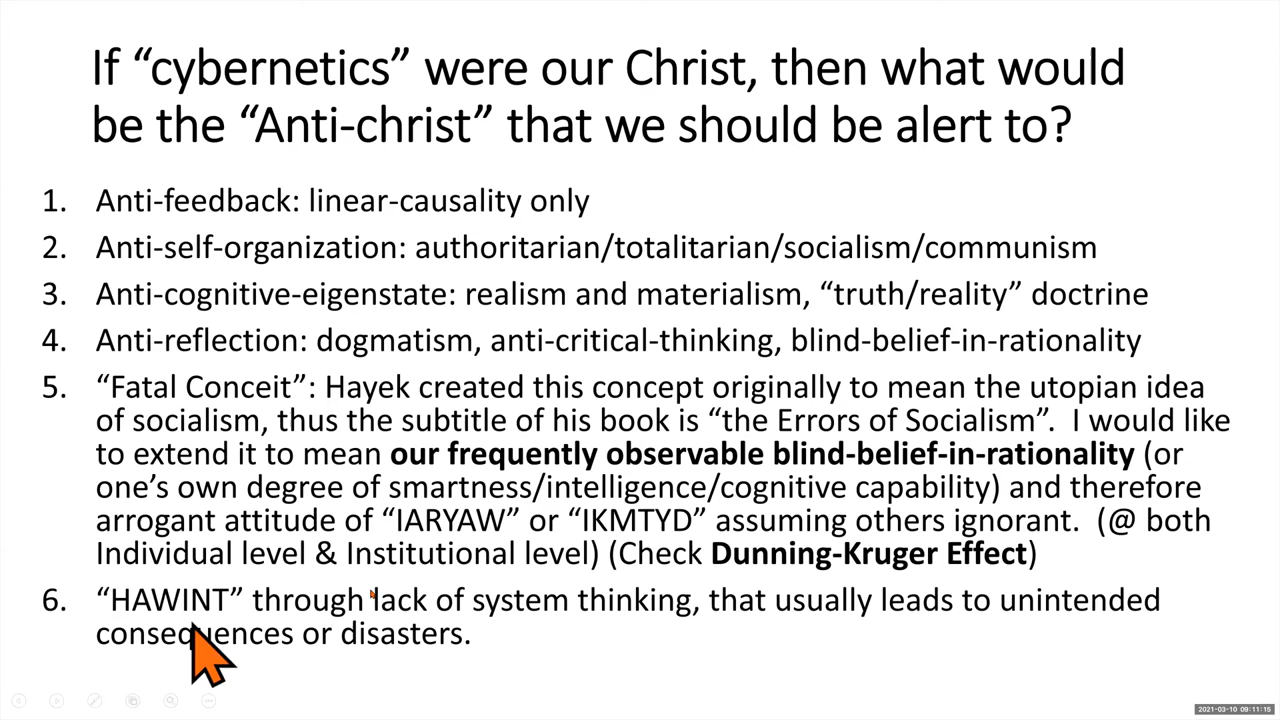 If “cybernetics” were our Christ, then what would
be the “Anti-christ” that we should be alert to?
1. Anti-feedback: linear-causality only
2. Anti-self-organization: authoritarian/totalitarian/socialism/communism
3. Anti-cognitive-eigenstate: realism and materialism, “truth/reality” doctrine
4. Anti-reflection: dogmatism, anti-critical-thinking, blind-belief-in-rationality
5. “Fatal Conceit”: Hayek created this concept originally to mean the utopian idea
of socialism, thus the subtitle of his book is “the Errors of Socialism”. I would like
to extend it to mean our frequently observable blind-belief-in-rationality (or
one’s own degree of smartness/intelligence/cognitive capability) and therefore
arrogant attitude of “IARYAW” or “IKMTYD” assuming others ignorant. (@ both
Individual level & Institutional level) (Check Dunning-Kruger Effect)
6. “HAWINT” through lack of system thinking, that usually leads to unintended
consequences or disasters.
2021-03-10 09:11:15